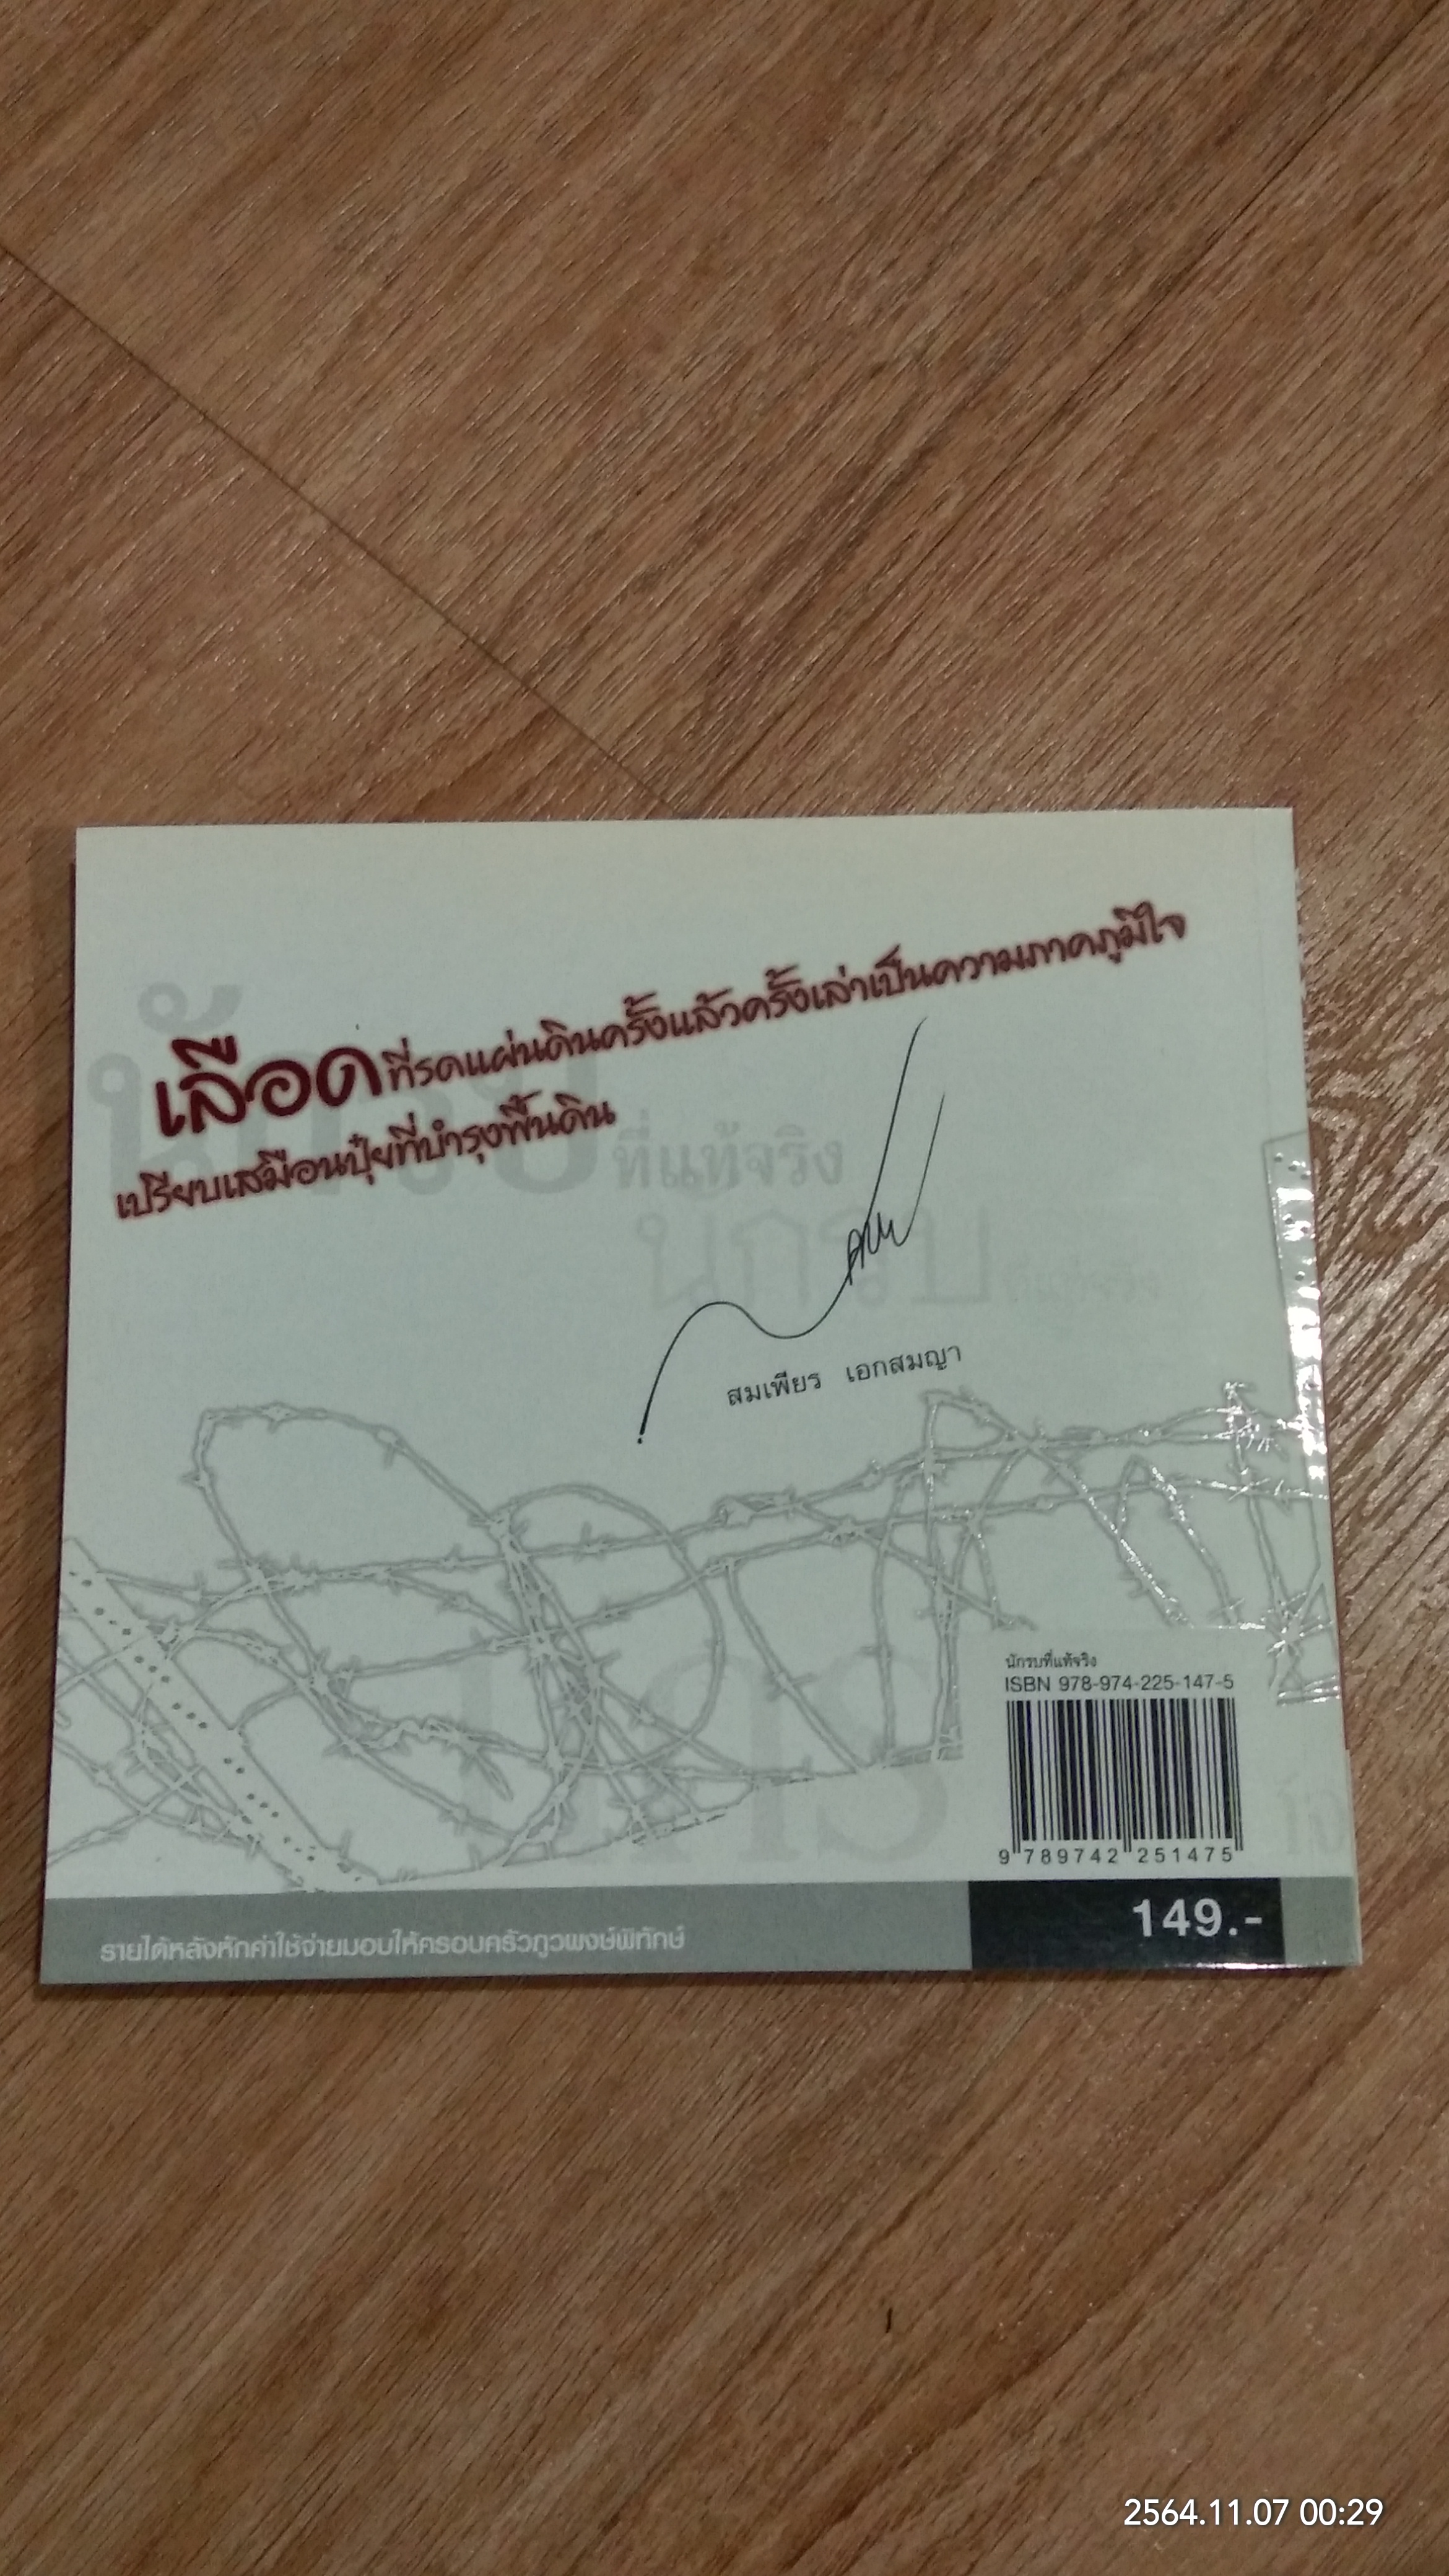 เลือดที่รดแผ่นดินครั้งแล้วครั้งเล่าเป็นความภาคภูมิใจ
เปรียบเสมือนปุ๋ยที่บำรุงพื้นดิน
ที่แท้จริง
นักรบ
สมเพียร เอกสมญา
นักรบที่แท้จริง
ISBN 978-974-225-147-5
9 789742 251475
149.-
รายได้หลังหักค่าใช้จ่ายมอบให้ครอบครัวภูวพงษ์พิทักษ์
2564.11.07 00:29